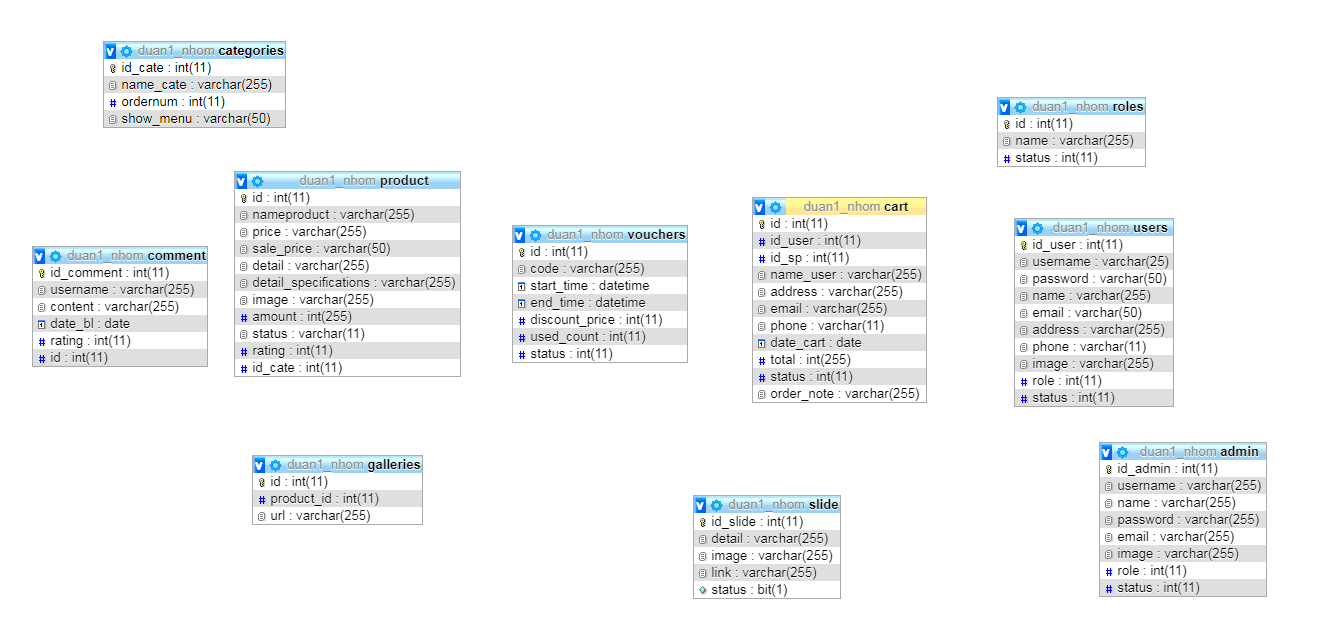 duan1_nhom categories
id_cate : int(11)
name_cate : varchar(255)
ordernum : int(11)
show_menu : varchar(50)
duan1_nhom roles
id : int(11)
name : varchar(255)
status : int(11)
duan1_nhom product
id : int(11)
nameproduct : varchar(255)
price : varchar(255)
sale_price : varchar(50)
detail : varchar(255)
detail_specifications : varchar(255)
image : varchar(255)
amount : int(255)
status : varchar(11)
rating : int(11)
id_cate : int(11)
duan1_nhom comment
id_comment : int(11)
username : varchar(255)
content : varchar(255)
date_bl : date
rating : int(11)
id : int(11)
duan1_nhom vouchers
id : int(11)
code : varchar(255)
start_time : datetime
end_time : datetime
discount_price : int(11)
used_count : int(11)
status : int(11)
duan1_nhom cart
id : int(11)
id_user : int(11)
id_sp : int(11)
name_user : varchar(255)
address : varchar(255)
email : varchar(255)
phone : varchar(11)
date_cart : date
total : int(255)
status : int(11)
order_note : varchar(255)
duan1_nhom users
id_user : int(11)
username : varchar(25)
password : varchar(50)
name : varchar(255)
email : varchar(50)
address : varchar(255)
phone : varchar(11)
image : varchar(255)
role : int(11)
status : int(11)
duan1_nhom galleries
id : int(11)
product_id : int(11)
url : varchar(255)
duan1_nhom slide
id_slide : int(11)
detail : varchar(255)
image : varchar(255)
link : varchar(255)
status : bit(1)
duan1_nhom admin
id_admin : int(11)
username : varchar(255)
name : varchar(255)
password : varchar(255)
email : varchar(255)
image : varchar(255)
role : int(11)
status : int(11)